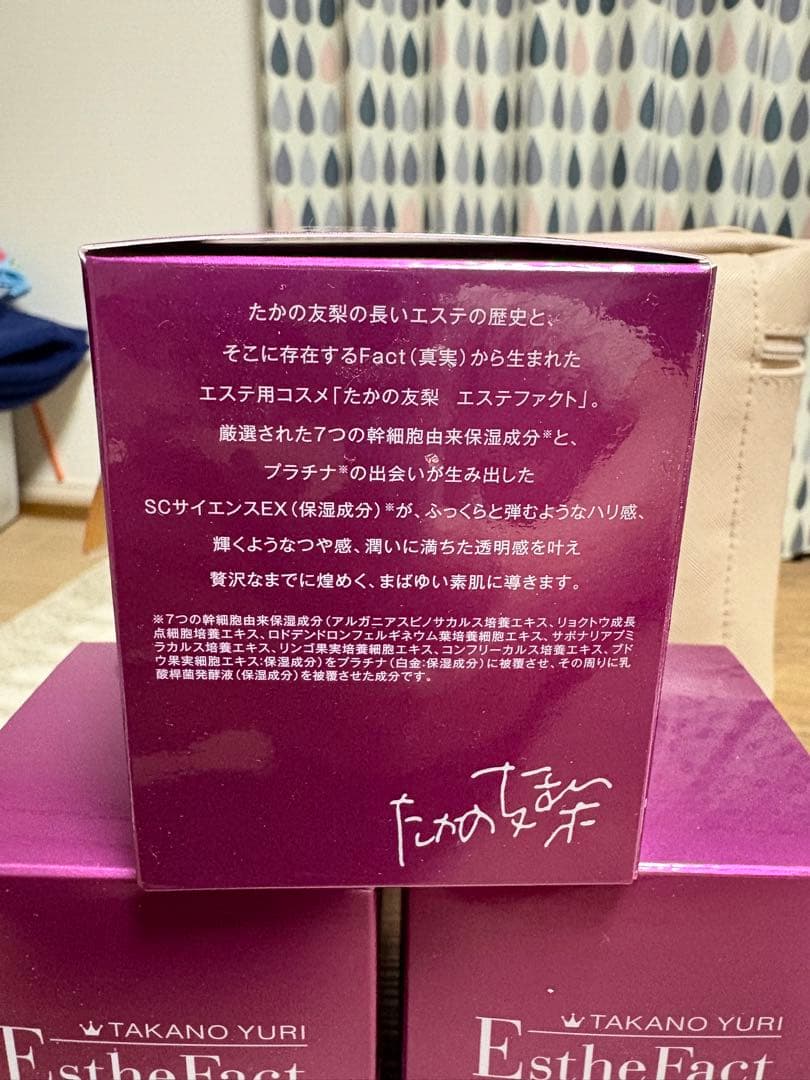 たかの友梨の長いエステの歴史と、
そこに存在するFact（真実）から生まれた
エステ用コスメ「たかの友梨　エステファクト」。
厳選された7つの幹細胞由来保湿成分※と、
プラチナ※の出会いが生み出した
SCサイエンスEX（保湿成分）※が、ふっくらと弾むようなハリ感、
輝くようなつや感、潤いに満ちた透明感を叶え
贅沢なまでに煌めく、まばゆい素肌に導きます。
※7つの幹細胞由来保湿成分（アルガニアスピノサカルス培養エキス、リョクトウ成長
点細胞培養エキス、ロドデンドロンフェルギネウム葉培養細胞エキス、サポナリアプミ
ラカルス培養エキス、リンゴ果実培養細胞エキス、コンフリーカルス培養エキス、ブド
ウ果実細胞エキス：保湿成分）をプラチナ（白金：保湿成分）に被覆させ、その周りに乳
酸桿菌発酵液（保湿成分）を被覆させた成分です。
たかの友梨
TAKANO YURI
EstheFact
TAKANO YURI
EstheFact